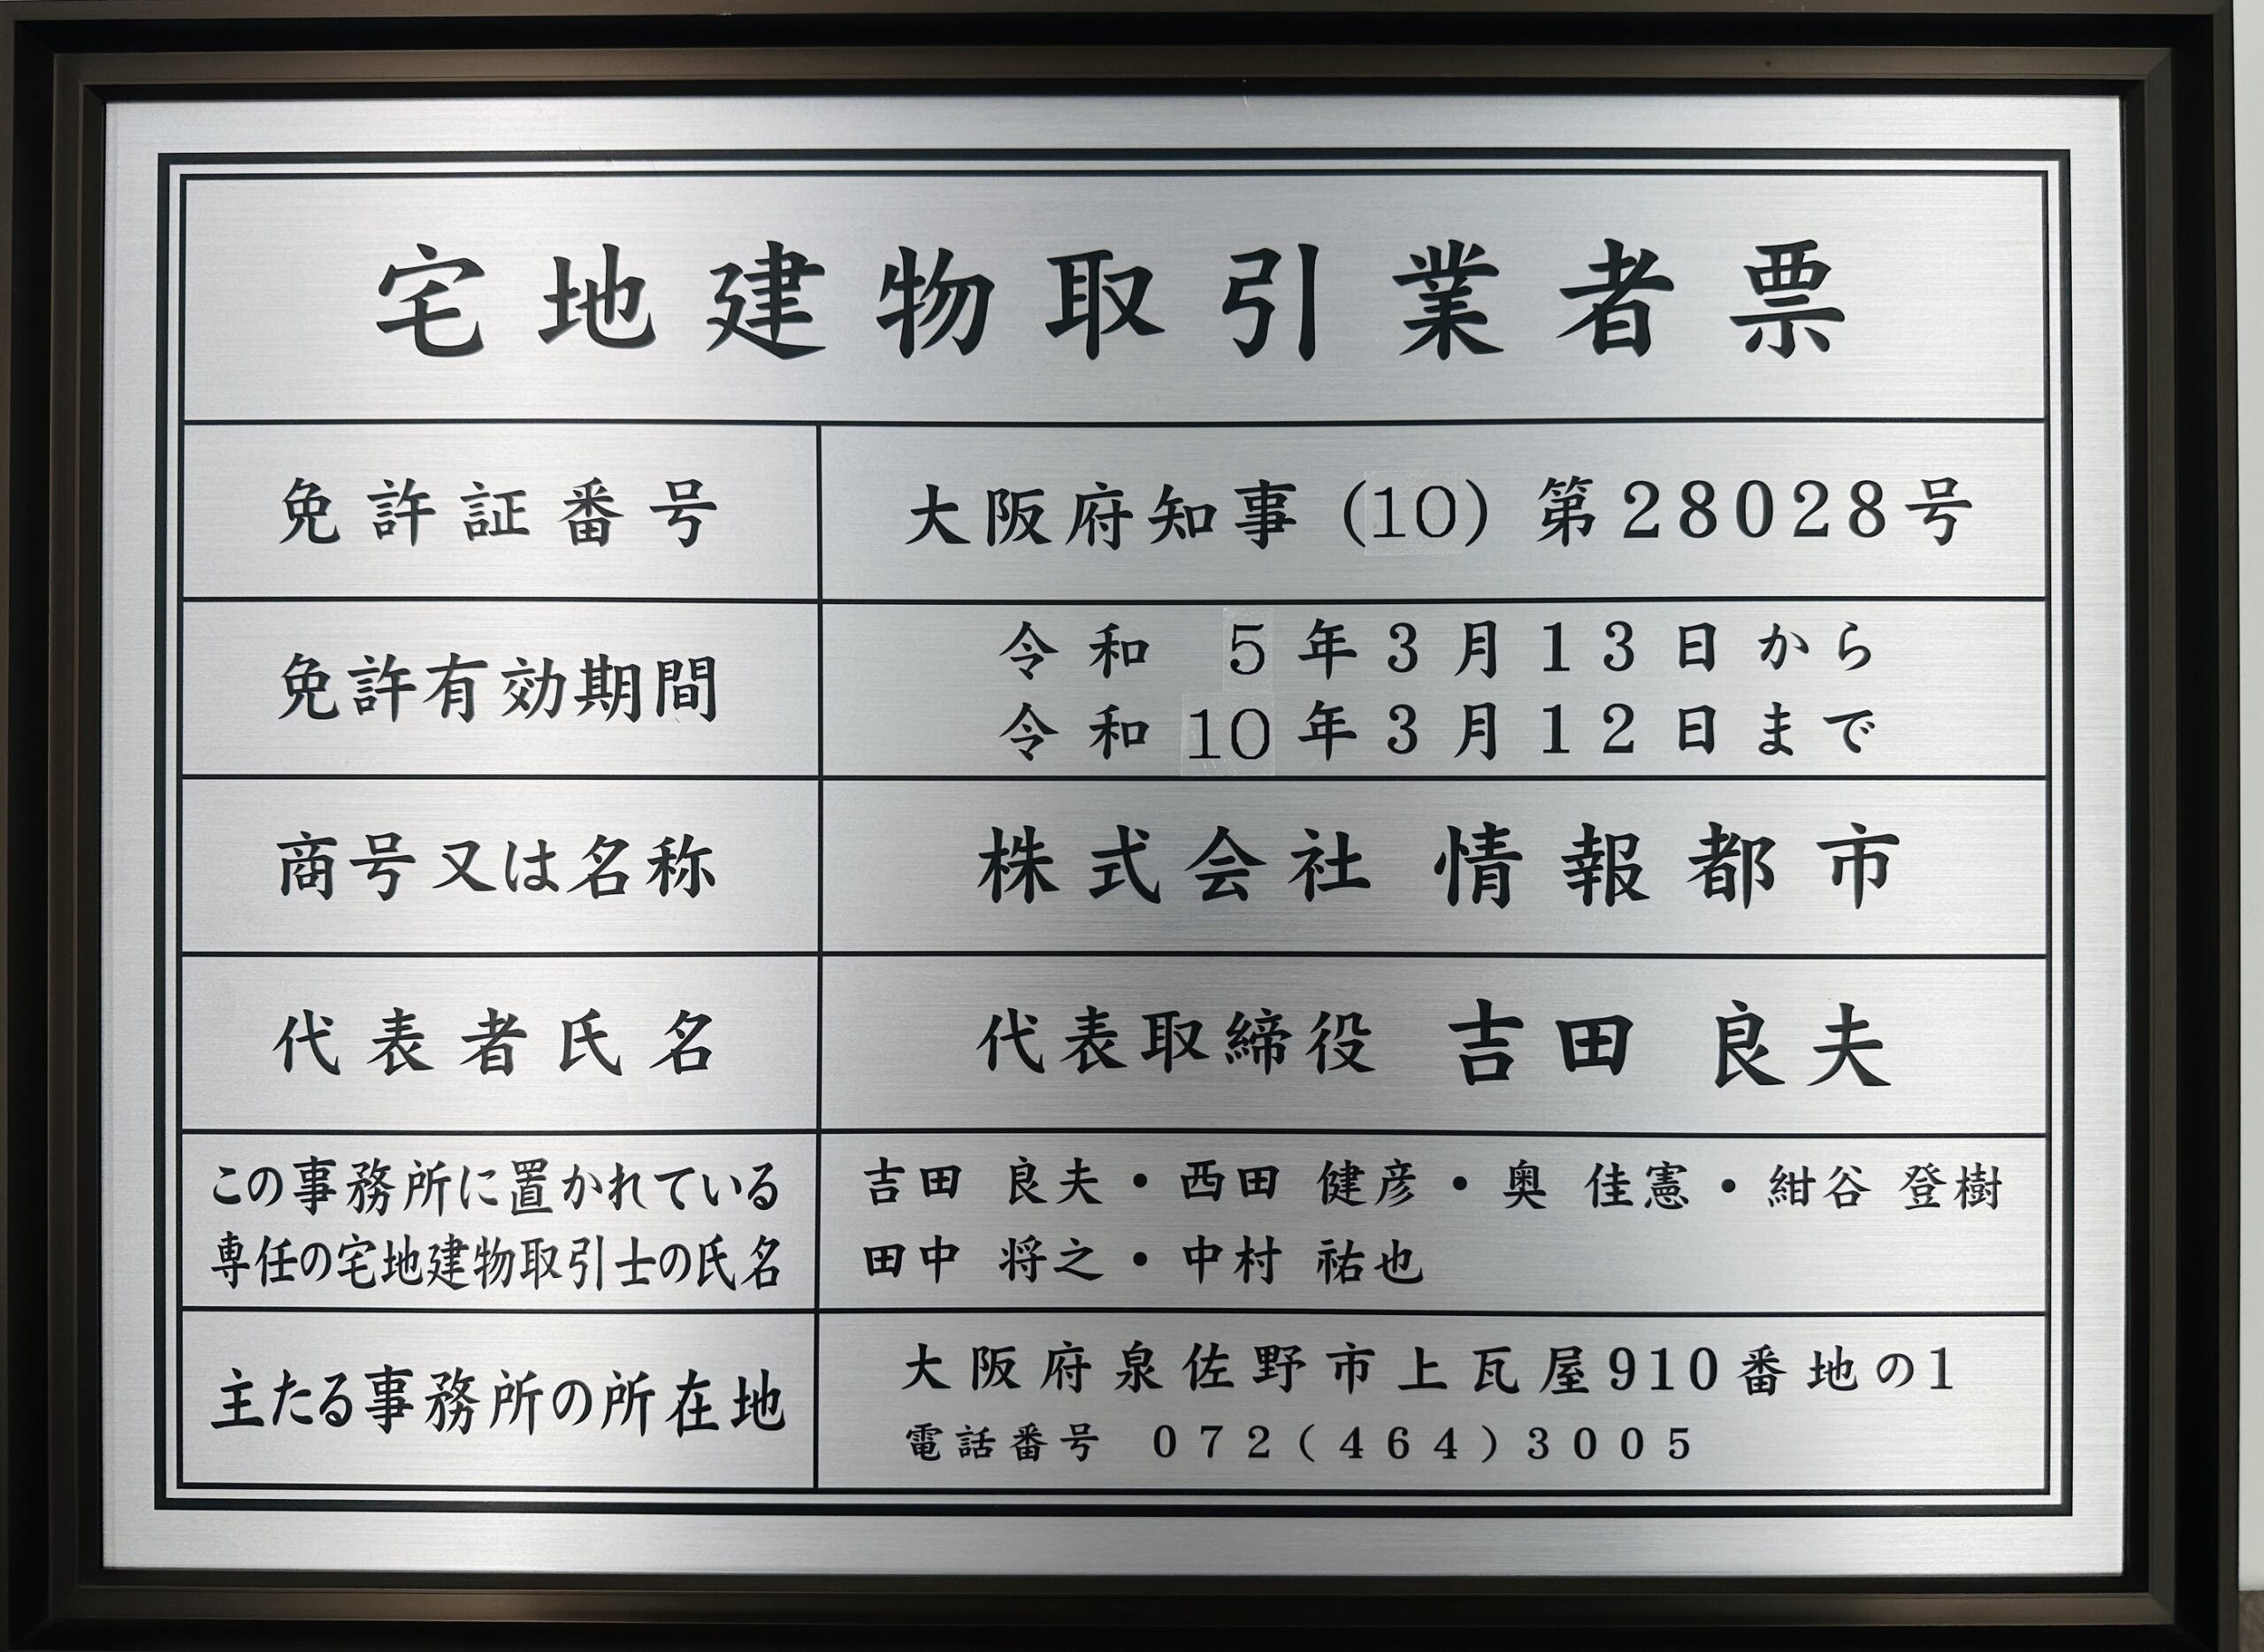 宅地建物取引業者票
免許証番号 大阪府知事 (10) 第28028号
免許有効期間 令和 5年3月13日から
令和10年3月12日まで
商号又は名称 株式会社 情報都市
代表者氏名 代表取締役 吉田 良夫
この事務所に置かれている 吉田 良夫・西田 健彦・奥 佳憲・紺谷 登樹
専任の宅地建物取引士の氏名 田中 将之・中村 祐也
主たる事務所の所在地 大阪府泉佐野市上瓦屋910番地の1
電話番号 072(464)3005